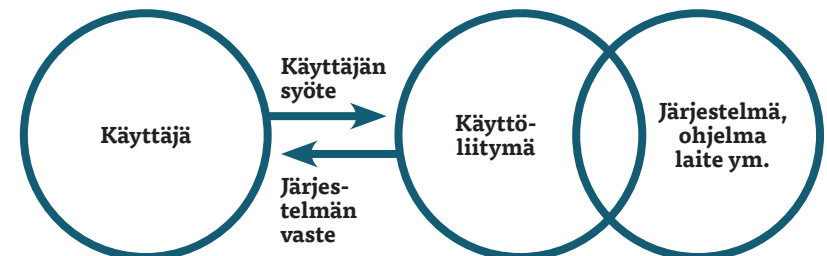 Käyttäjä
Käyttäjän
syöte
Järjes-
telmän
vaste
Käyttö-
liitymä
Järjestelmä,
ohjelma
laite ym.